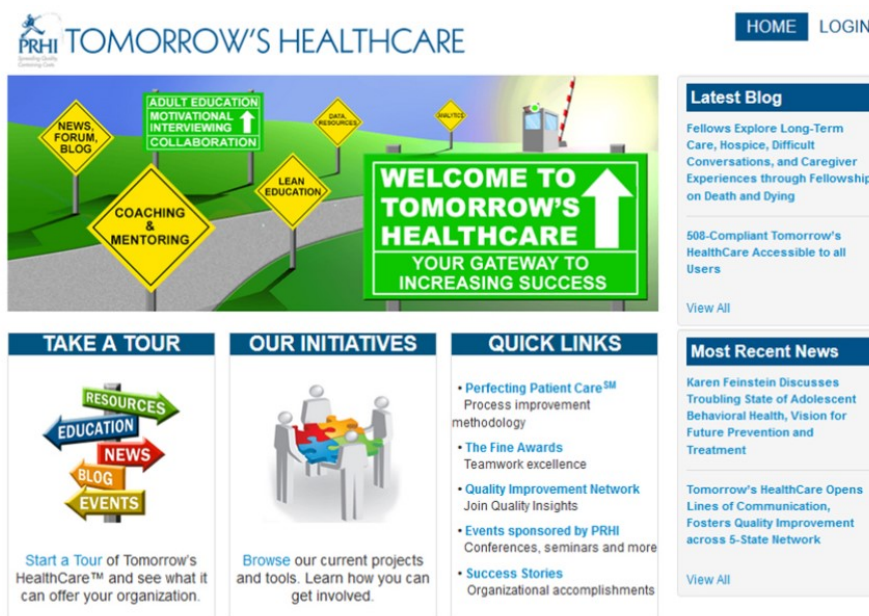 PRHI TOMORROW'S HEALTHCARE
HOME LOGIN
NEWS,
FORUM,
BLOG
ADULT EDUCATION
MOTIVATIONAL
INTERVIEWING
COLLABORATION
DATA,
RESOURCES
ANALYTICS
LEAN
EDUCATION
COACHING
&
MENTORING
WELCOME TO
TOMORROW'S
HEALTHCARE
YOUR GATEWAY TO
INCREASING SUCCESS
Latest Blog
Fellows Explore Long-Term
Care, Hospice, Difficult
Conversations, and Caregiver
Experiences through Fellowship
on Death and Dying
508-Compliant Tomorrow's
HealthCare Accessible to all
Users
View All
TAKE A TOUR
RESOURCES
EDUCATION
NEWS
BLOG
EVENTS
Start a Tour of Tomorrow's
HealthCare™ and see what it
can offer your organization.
OUR INITIATIVES
Browse our current projects
and tools. Learn how you can
get involved.
QUICK LINKS
• Perfecting Patient Care℠
Process improvement
methodology
• The Fine Awards
Teamwork excellence
• Quality Improvement Network
Join Quality Insights
• Events sponsored by PRHI
Conferences, seminars and more
• Success Stories
Organizational accomplishments
Most Recent News
Karen Feinstein Discusses
Troubling State of Adolescent
Behavioral Health, Vision for
Future Prevention and
Treatment
Tomorrow's HealthCare Opens
Lines of Communication,
Fosters Quality Improvement
across 5-State Network
View All